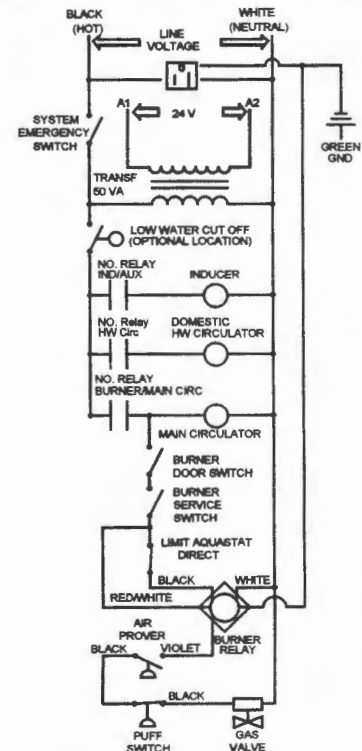 BLACK
(HOT)
WHITE
(NEUTRAL)
LINE
VOLTAGE
A1
24 V
A2
SYSTEM
EMERGENCY
SWITCH
GREEN
GND
TRANSF
50 VA
LOW WATER CUT OFF
(OPTIONAL LOCATION)
NO. RELAY
IND/AUX
INDUCER
NO. Relay
HW Circ
DOMESTIC
HW CIRCULATOR
NO. RELAY
BURNER/MAIN CIRC
MAIN CIRCULATOR
BURNER
DOOR SWITCH
BURNER
SERVICE
SWITCH
LIMIT AQUASTAT
DIRECT
BLACK
WHITE
RED/WHITE
AIR
PROVER
BURNER
RELAY
BLACK
VIOLET
BLACK
PUFF
SWITCH
GAS
VALVE